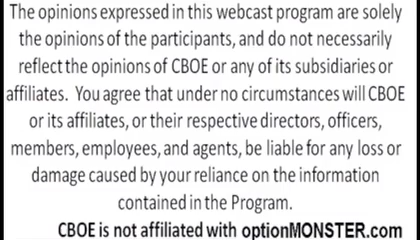 The opinions expressed in this webcast program are solely
the opinions of the participants, and do not necessarily
reflect the opinions of CBOE or any of its subsidiaries or
affiliates.  You agree that under no circumstances will CBOE
or its affiliates, or their respective directors, officers,
members, employees, and agents, be liable for any loss or
damage caused by your reliance on the information
contained in the Program.
CBOE is not affiliated with optionMONSTER.com